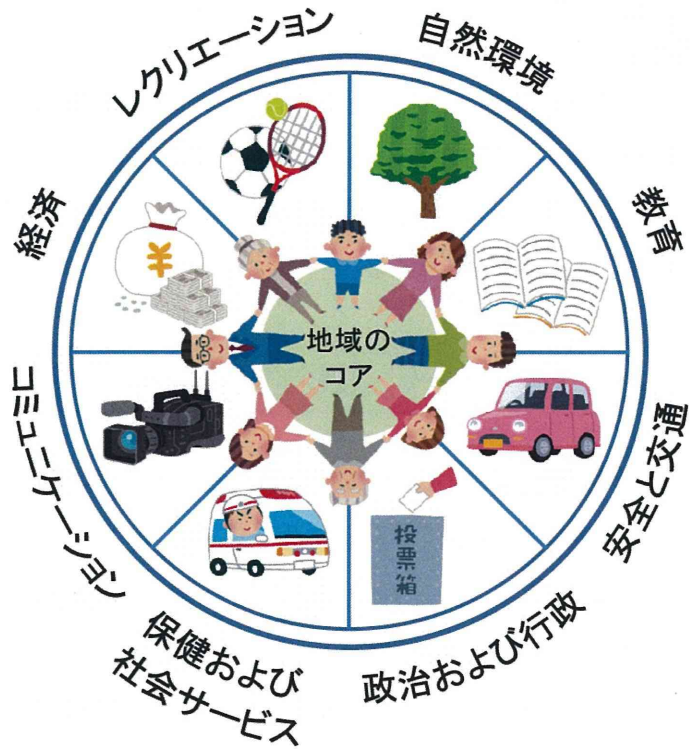 レクリエーション
自然環境
教育
安全と交通
政治および行政
保健および
社会サービス
コミュニケーション
経済
地域の
コア
¥
投票箱